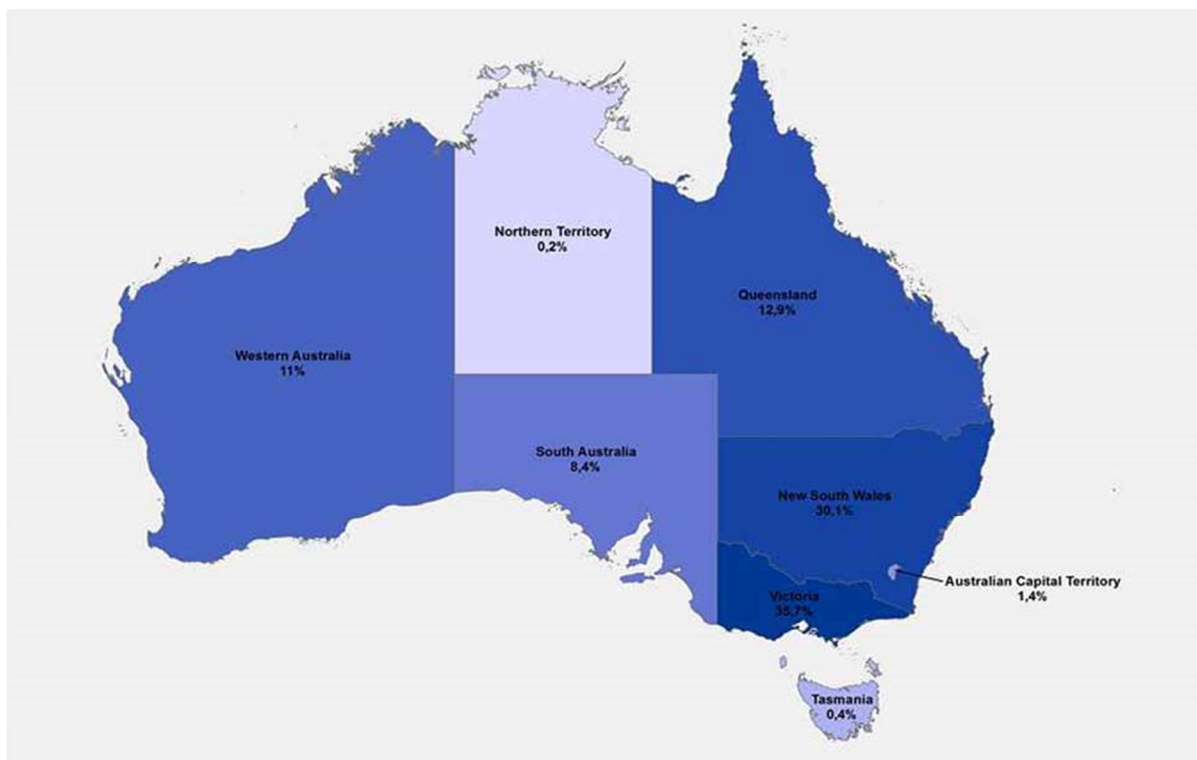 Northern Territory
0,2%
Queensland
12,9%
Western Australia
11%
South Australia
8,4%
New South Wales
30,1%
Australian Capital Territory
1,4%
Victoria
35,7%
Tasmania
0,4%